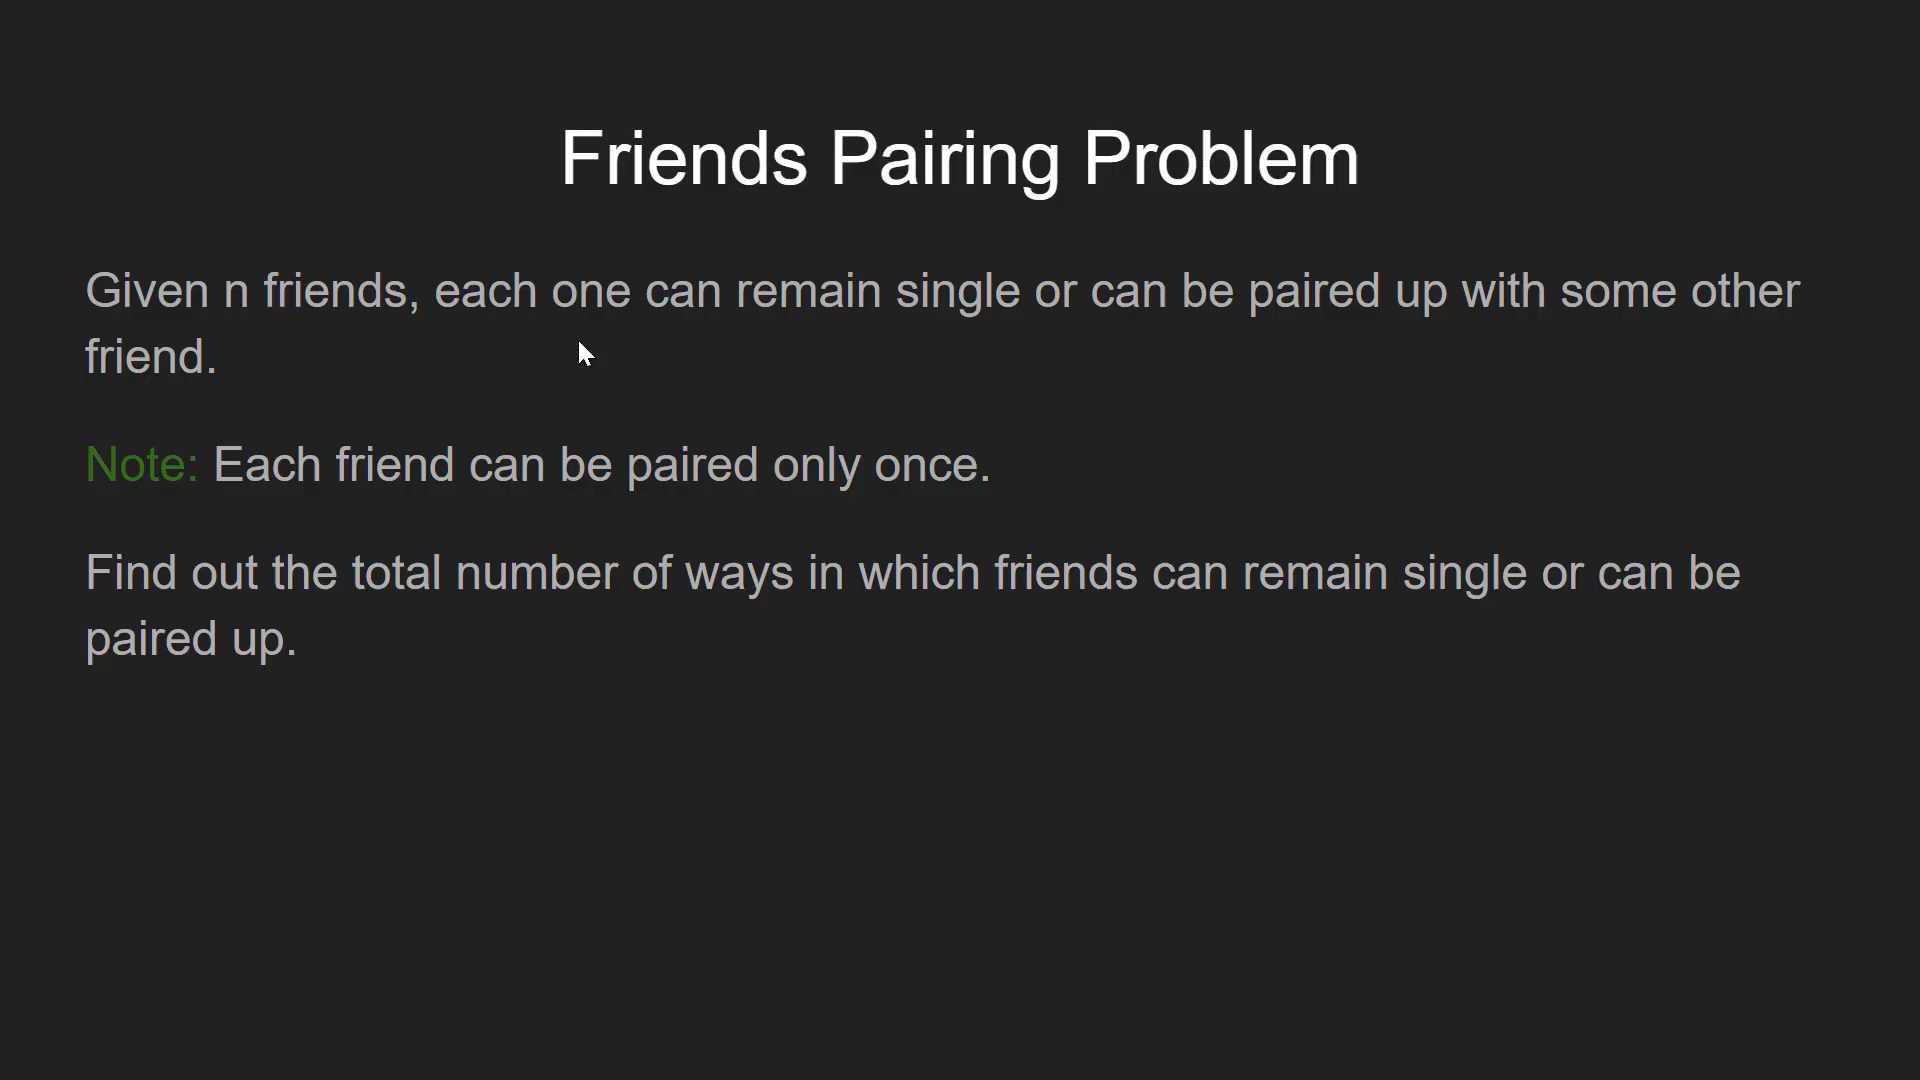 Friends Pairing Problem
Given n friends, each one can remain single or can be paired up with some other
friend.
Note: Each friend can be paired only once.
Find out the total number of ways in which friends can remain single or can be
paired up.